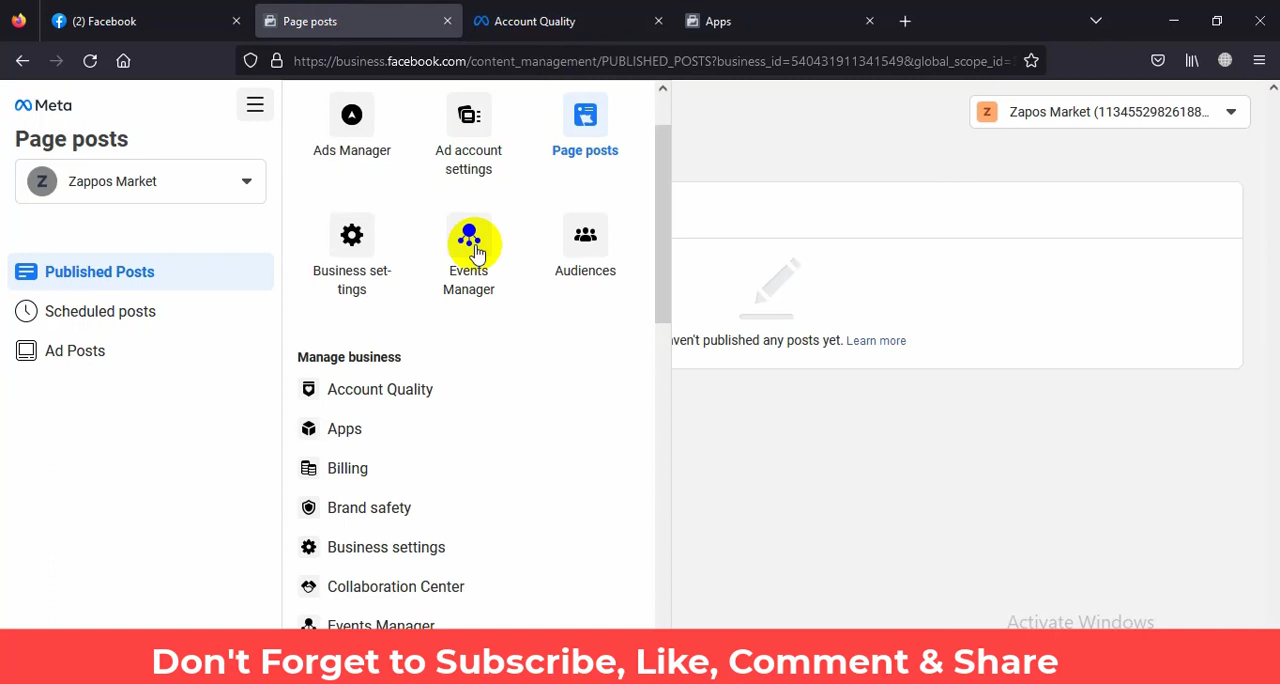 (2) Facebook
Page posts
Account Quality
Apps
https://business.facebook.com/content_management/PUBLISHED_POSTS?business_id=540431911341549&global_scope_id=
Meta
Page posts
Z
Zappos Market
Published Posts
Scheduled posts
Ad Posts
Ads Manager
Ad account
settings
Page posts
Business set-
tings
Events
Manager
Audiences
Manage business
Account Quality
Apps
Billing
Brand safety
Business settings
Collaboration Center
Events Manager
Z
Zapos Market (11345529826188...
aven't published any posts yet. Learn more
Activate Windows
Don't Forget to Subscribe, Like, Comment & Share